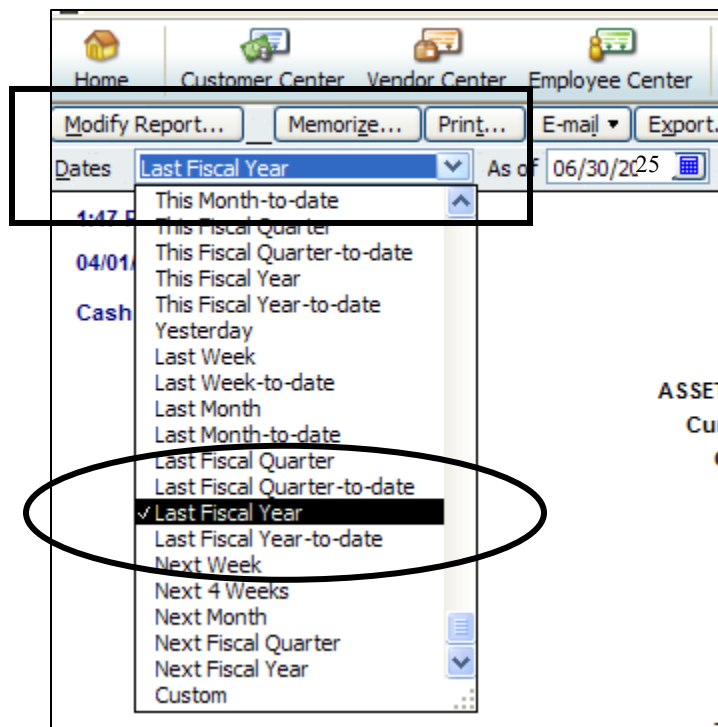 Home Customer Center Vendor Center Employee Center
Modify Report... Memorize... Print... E-mail Export.
Dates Last Fiscal Year As of 06/30/2025
This Month-to-date
1:47 P
This Fiscal Quarter
This Fiscal Quarter-to-date
04/01/
This Fiscal Year
This Fiscal Year-to-date
Cash
Yesterday
Last Week
Last Week-to-date
ASSET
Last Month
Last Month-to-date
Last Fiscal Quarter
Last Fiscal Quarter-to-date
Last Fiscal Year
Last Fiscal Year-to-date
Next Week
Next 4 Weeks
Next Month
Next Fiscal Quarter
Next Fiscal Year
Custom